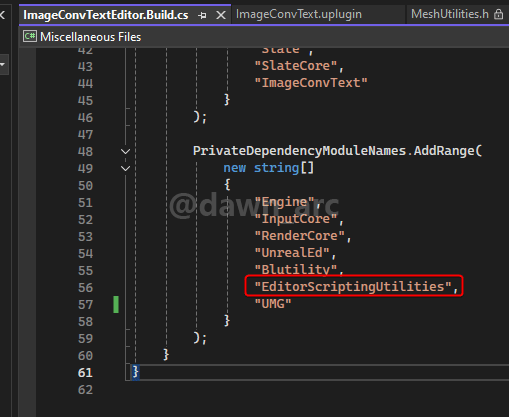 ImageConvTextEditor.Build.cs
ImageConvText.uplugin
MeshUtilities.h
C# Miscellaneous Files
42 "Slate",
43 "SlateCore",
44 "ImageConvText"
45 }
46 );
47
48 PrivateDependencyModuleNames.AddRange(
49 new string[]
50 {
51 "Engine",
52 "InputCore",
53 "RenderCore",
54 "UnrealEd",
55 "Blutility",
56 "EditorScriptingUtilities",
57 "UMG"
58 }
59 );
60 }
61 }
62
@dawn_arc